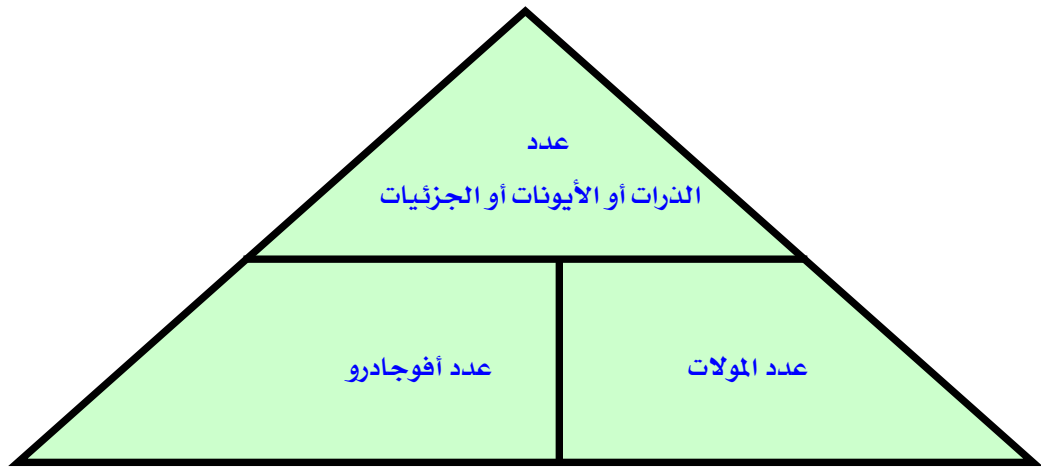 عدد
الذرات أو الأيونات أو الجزئيات
عدد المولات
عدد أفوجادرو